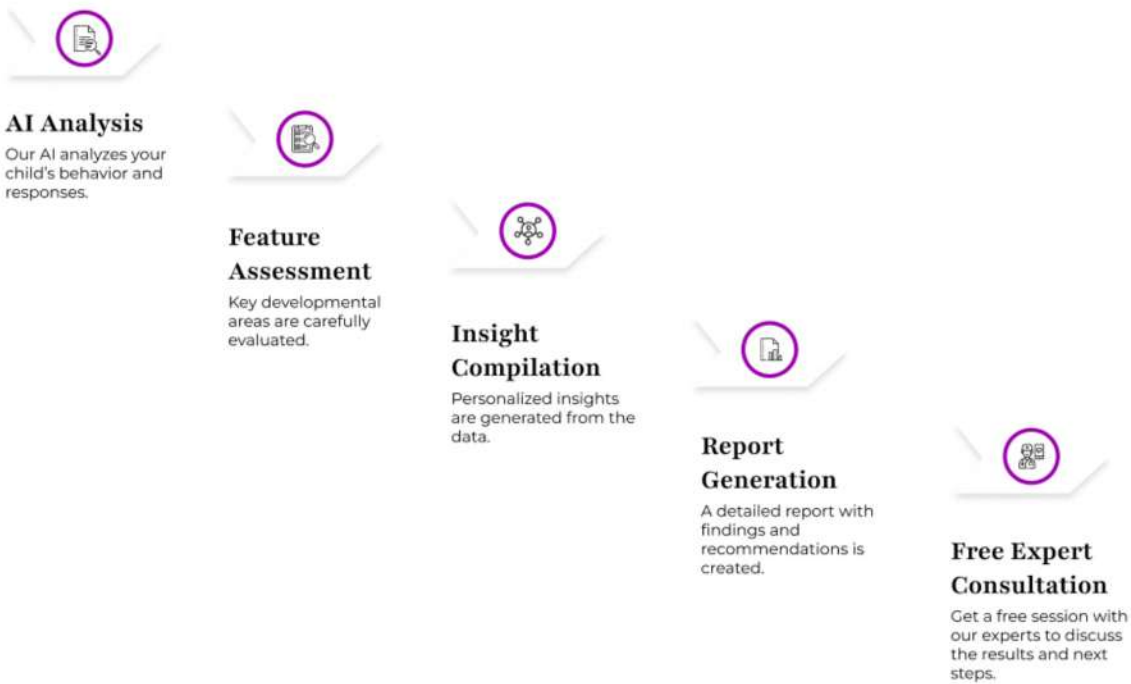 AI Analysis
Our AI analyzes your
child's behavior and
responses.
Feature
Assessment
Key developmental
areas are carefully
evaluated.
Insight
Compilation
Personalized insights
are generated from the
data.
Report
Generation
A detailed report with
findings and
recommendations is
created.
Free Expert
Consultation
Get a free session with
our experts to discuss
the results and next
steps.